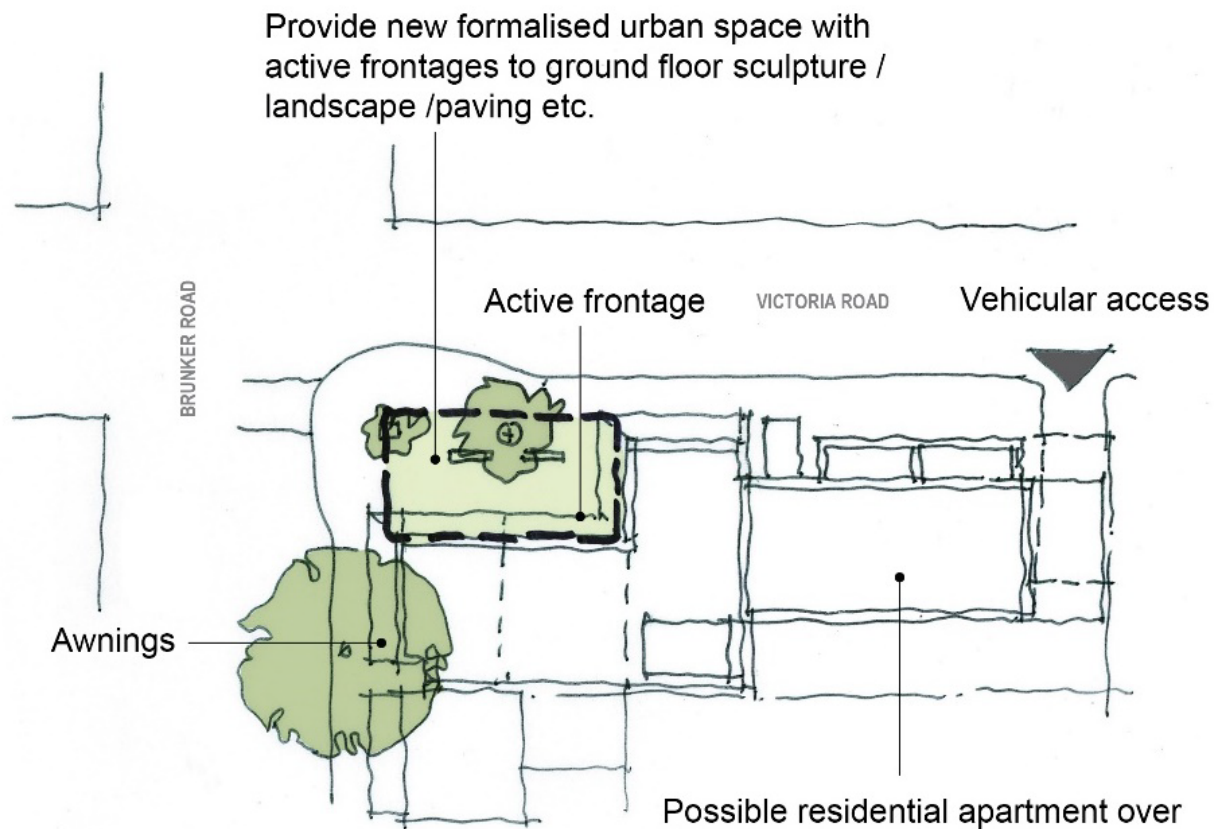 Provide new formalised urban space with
active frontages to ground floor sculpture /
landscape /paving etc.
BRUNKER ROAD
Active frontage
VICTORIA ROAD
Vehicular access
Awnings
Possible residential apartment over